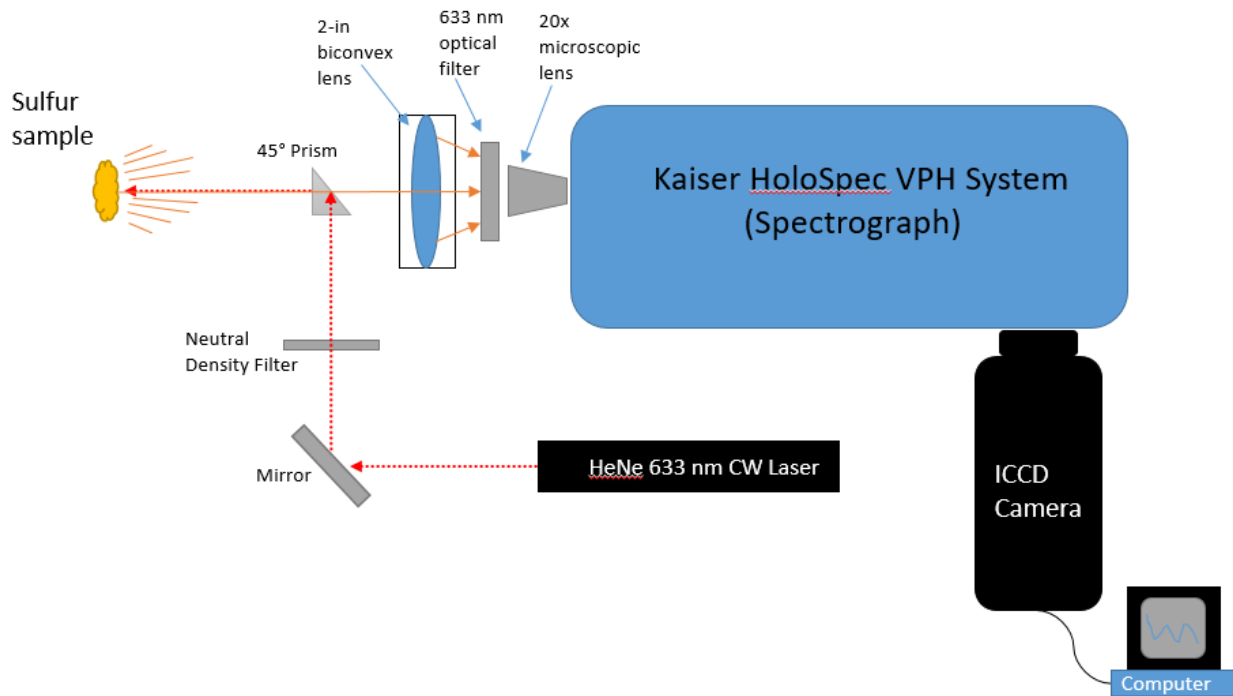 2-in
biconvex
lens
633 nm
optical
filter
20x
microscopic
lens
Sulfur
sample
45° Prism
Kaiser HoloSpec VPH System
(Spectrograph)
Neutral
Density Filter
Mirror
HeNe 633 nm CW Laser
ICCD
Camera
Computer